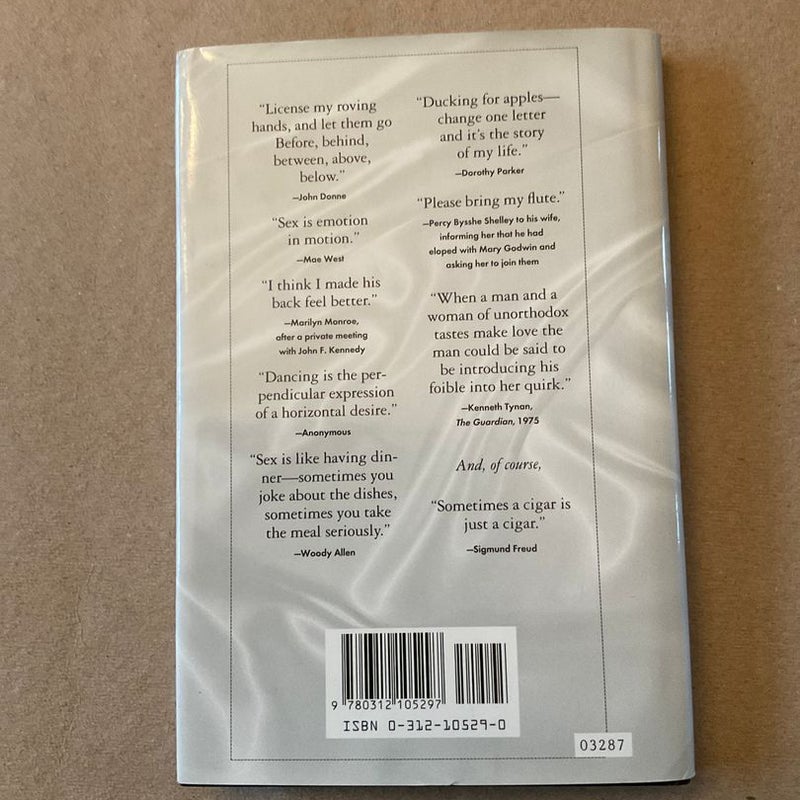 “License my roving
hands, and let them go
Before, behind,
between, above,
below.”
—John Donne
“Sex is emotion
in motion.”
—Mae West
“I think I made his
back feel better.”
—Marilyn Monroe,
after a private meeting
with John F. Kennedy
“Dancing is the per-
pendicular expression
of a horizontal desire.”
—Anonymous
“Sex is like having din-
ner—sometimes you
joke about the dishes,
sometimes you take
the meal seriously.”
—Woody Allen
“Ducking for apples—
change one letter
and it’s the story
of my life.”
—Dorothy Parker
“Please bring my flute.”
—Percy Bysshe Shelley to his wife,
informing her that he had
eloped with Mary Godwin and
asking her to join them
“When a man and a
woman of unorthodox
tastes make love the
man could be said to
be introducing his
foible into her quirk.”
—Kenneth Tynan,
The Guardian, 1975
And, of course,
“Sometimes a cigar is
just a cigar.”
—Sigmund Freud
9 780312 105297
ISBN 0-312-10529-0
03287